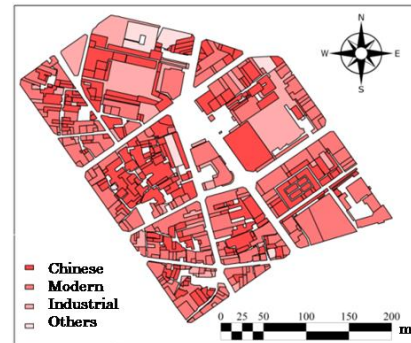 N
W E
S
Chinese
Modern
Industrial
Others
0 25 50 100 150 200
m